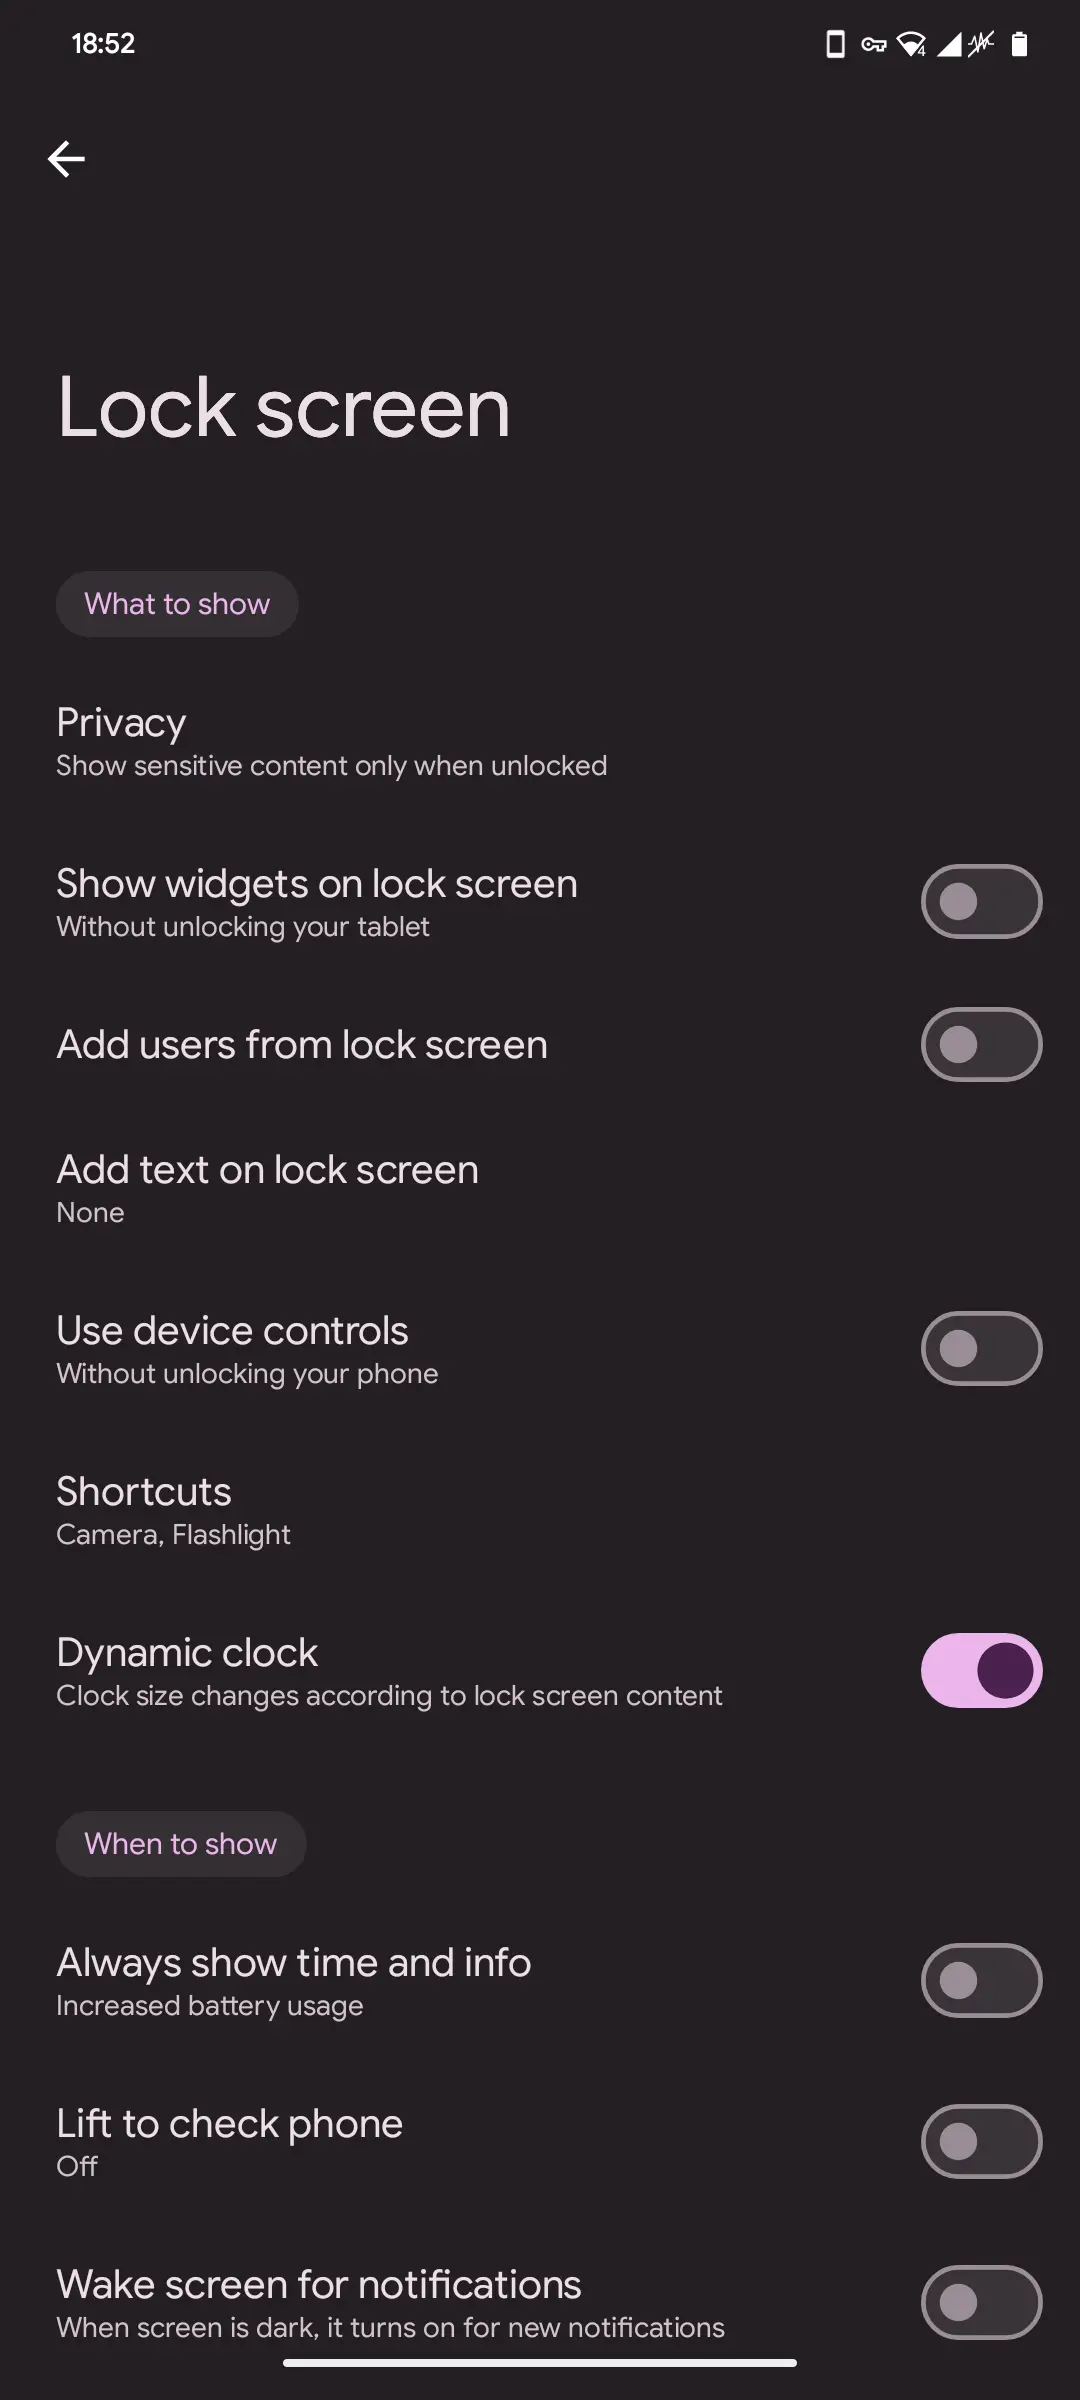 18:52
4
Lock screen
What to show
Privacy
Show sensitive content only when unlocked
Show widgets on lock screen
Without unlocking your tablet
Add users from lock screen
Add text on lock screen
None
Use device controls
Without unlocking your phone
Shortcuts
Camera, Flashlight
Dynamic clock
Clock size changes according to lock screen content
When to show
Always show time and info
Increased battery usage
Lift to check phone
Off
Wake screen for notifications
When screen is dark, it turns on for new notifications